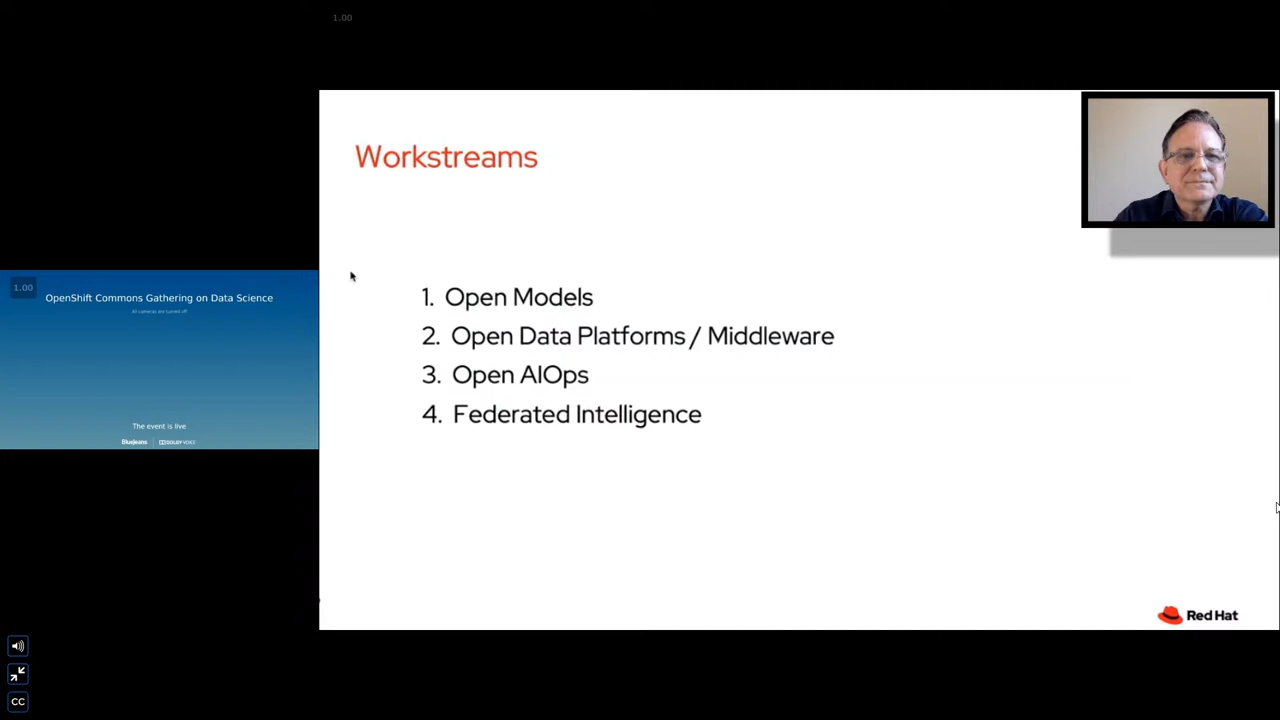 1.00
Workstreams
1. Open Models
2. Open Data Platforms / Middleware
3. Open AIOps
4. Federated Intelligence
Red Hat
1.00
OpenShift Commons Gathering on Data Science
All cameras are turned off
The event is live
BlueJeans | DOLBY VOICE
CC